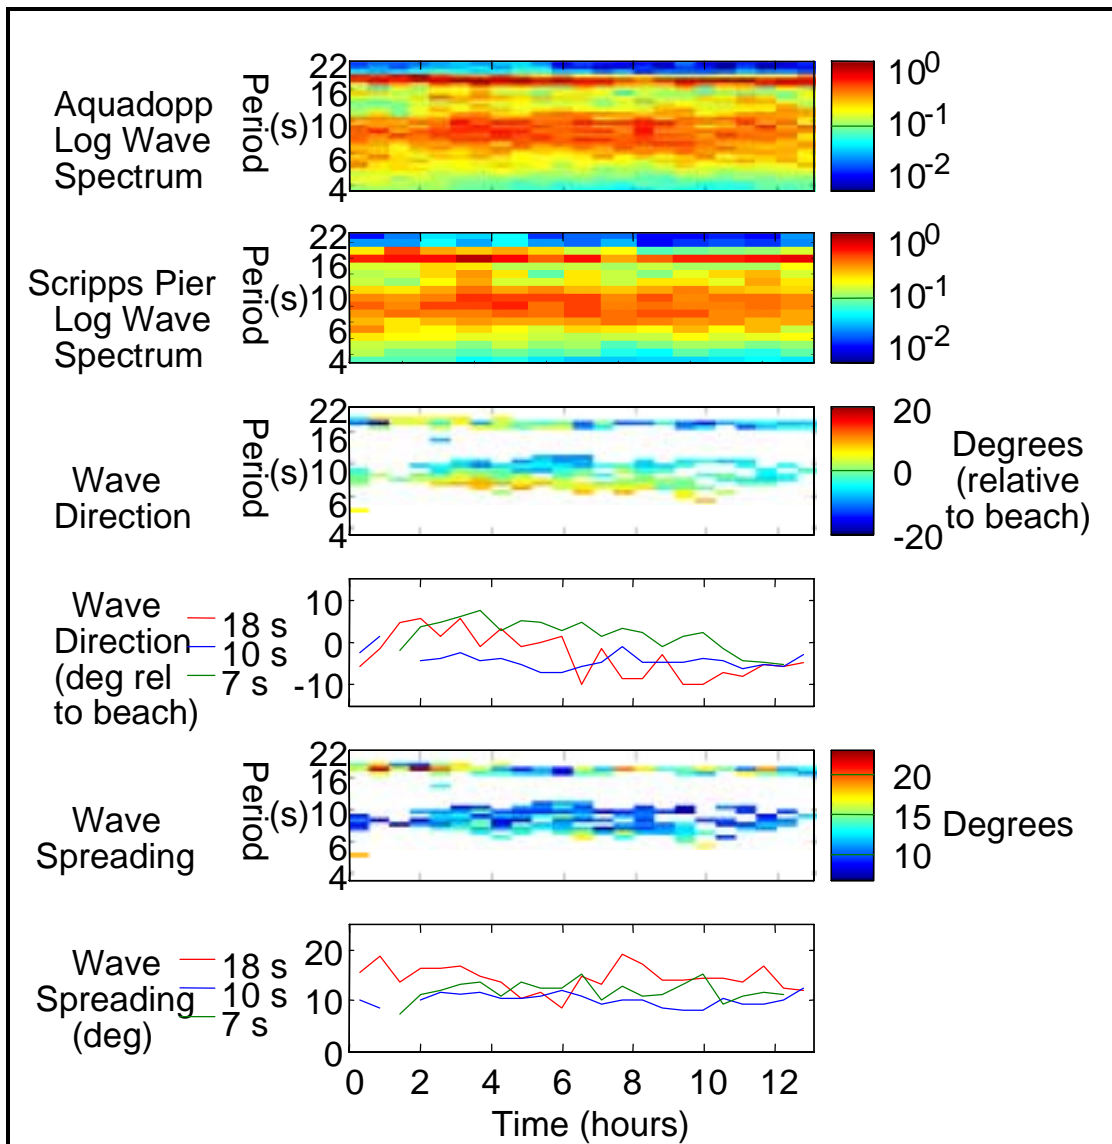 Aquadopp
Log Wave
Spectrum
Period
(s)
22
16
10
6
4
10^0
10^-1
10^-2
Scripps Pier
Log Wave
Spectrum
Period
(s)
22
16
10
6
4
10^0
10^-1
10^-2
Wave
Direction
Period
(s)
22
16
10
6
4
20
0
-20
Degrees
(relative
to beach)
Wave
Direction
(deg rel
to beach)
18 s
10 s
7 s
10
0
-10
Wave
Spreading
Period
(s)
22
16
10
6
4
20
15
10
Degrees
Wave
Spreading
(deg)
18 s
10 s
7 s
20
10
0
0 2 4 6 8 10 12
Time (hours)